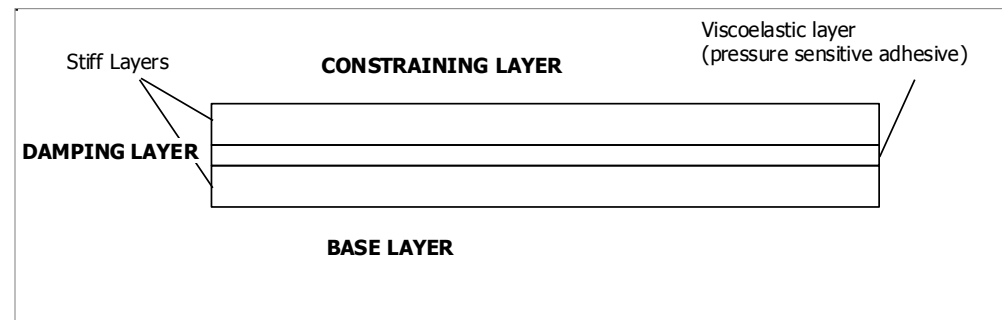 Viscoelastic layer
(pressure sensitive adhesive)
Stiff Layers
CONSTRAINING LAYER
DAMPING LAYER
BASE LAYER